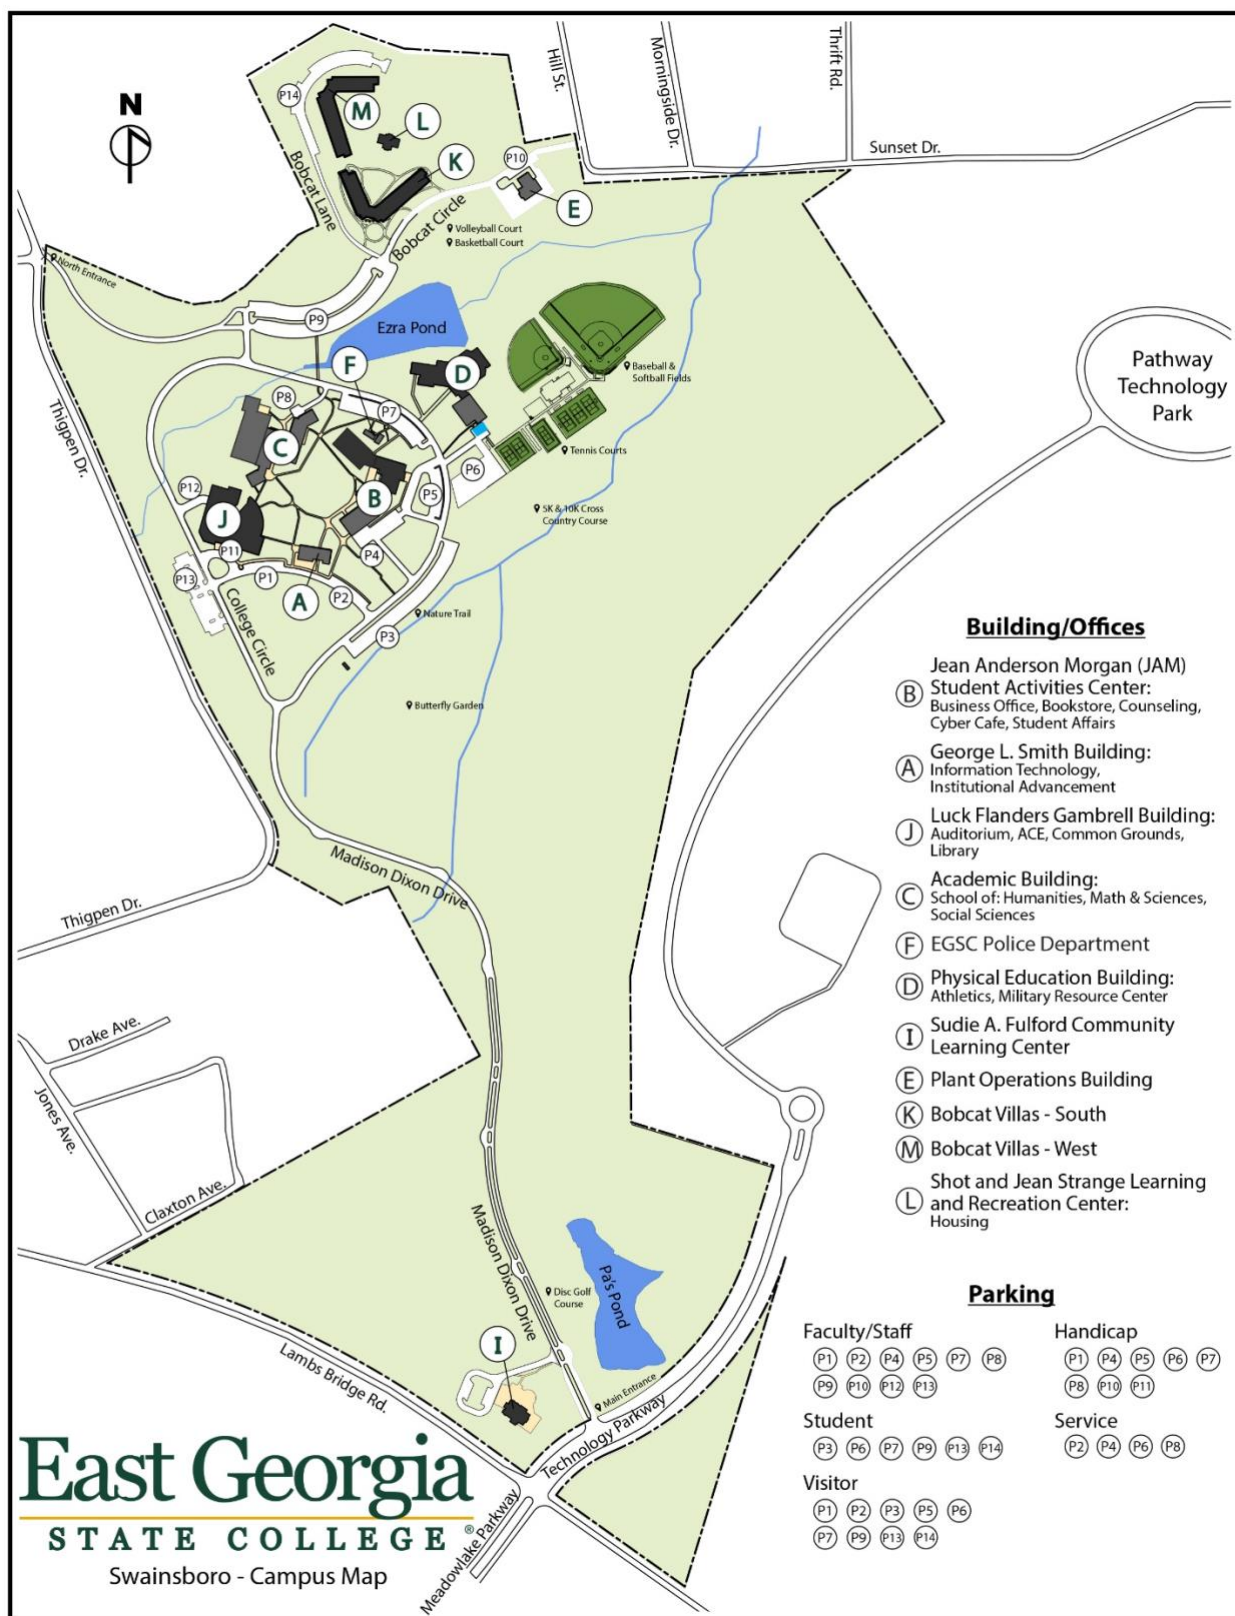 N
Hill St.
Morningside Dr.
Thrift Rd.
Sunset Dr.
P14
M
L
K
P10
E
Bobcat Lane
Bobcat Circle
Volleyball Court
Basketball Court
North Entrance
P9
Ezra Pond
F
D
Baseball &
Softball Fields
Pathway
Technology
Park
P8
P7
C
Tennis Courts
P6
P12
B
P5
J
5K & 10K Cross
Country Course
P11
P4
P13
P1
A
P2
Thigpen Dr.
College Circle
Nature Trail
P3
Butterfly Garden
Madison Dixon Drive
Thigpen Dr.
Drake Ave.
Jones Ave.
Claxton Ave.
Madison Dixon Drive
Disc Golf
Course
Pa's Pond
I
Lambs Bridge Rd.
Main Entrance
Technology Parkway
Meadowlake Parkway
Building/Offices
Jean Anderson Morgan (JAM)
B Student Activities Center:
Business Office, Bookstore, Counseling,
Cyber Cafe, Student Affairs
George L. Smith Building:
A Information Technology,
Institutional Advancement
Luck Flanders Gambrell Building:
J Auditorium, ACE, Common Grounds,
Library
Academic Building:
C School of: Humanities, Math & Sciences,
Social Sciences
F EGSC Police Department
D Physical Education Building:
Athletics, Military Resource Center
I Sudie A. Fulford Community
Learning Center
E Plant Operations Building
K Bobcat Villas - South
M Bobcat Villas - West
Shot and Jean Strange Learning
L and Recreation Center:
Housing
Parking
Faculty/Staff
P1 P2 P4 P5 P7 P8
P9 P10 P12 P13
Handicap
P1 P4 P5 P6 P7
P8 P10 P11
Student
P3 P6 P7 P9 P13 P14
Service
P2 P4 P6 P8
Visitor
P1 P2 P3 P5 P6
P7 P9 P13 P14
East Georgia
STATE COLLEGE®
Swainsboro - Campus Map